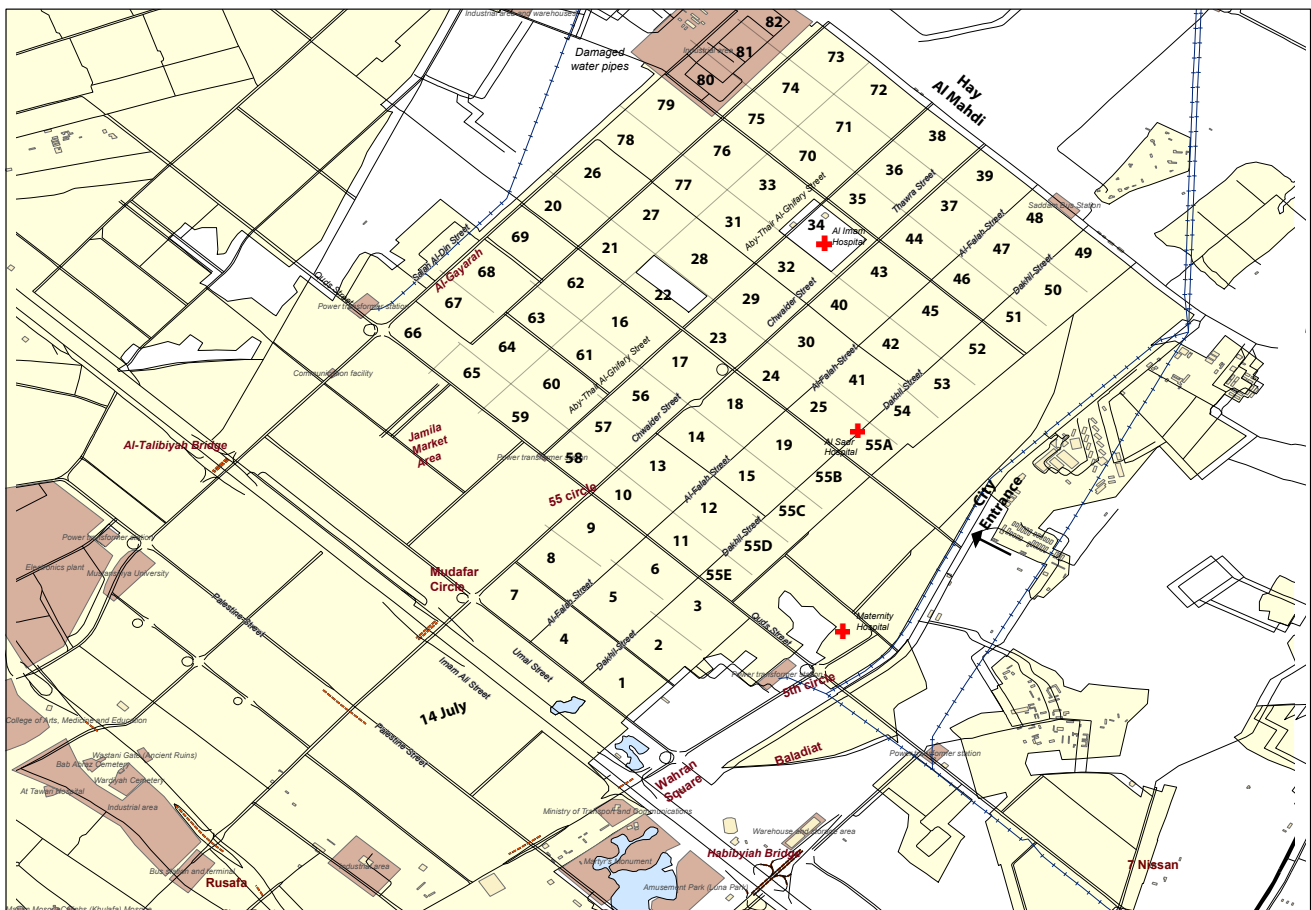 Industrial area and warehouses
82
Damaged
water pipes
Industrial area
81
73
80
74
72
Hay
Al Mahdi
79
75
71
38
78
76
70
36
39
26
77
33
35
Thawra Street
37
48
Saddam Bus Station
20
27
31
Aby-Thair Al-Ghifary Street
34
Al Imam
Hospital
44
Al-Falah Street
47
49
69
21
28
32
43
46
Dakhil Street
50
Salah Al-Din Street
Al-Gayarah
68
62
22
29
Chwalder Street
40
45
51
Quds Street
Power transformer station
67
63
16
23
30
42
52
66
64
61
Aby-Thair Al-Ghifary Street
17
24
Al-Falah Street
41
Dakhil Street
53
Communication facility
65
60
56
18
25
54
59
57
Chwalder Street
14
19
Al Sadr
Hospital
55A
Al-Talibiyah Bridge
Jamila
Market
Area
Power transformer station
58
13
Al-Falah Street
15
55B
55 circle
10
12
55C
City
Entrance
9
11
Dakhil Street
55D
Power transformer station
Electronics plant
Mustansiriya University
8
6
55E
Mudafar
Circle
7
Al-Falah Street
5
3
Quds Street
Maternity
Hospital
Palestine Street
4
Dakhil Street
2
Umal Street
Imam Ali Street
1
Power transformer station
5th circle
14 July
College of Arts, Medicine and Education
Palestine Street
Baladiat
Power transformer station
Wastani Gate (Ancient Ruins)
Bab Abraz Cemetery
Wardiyah Cemetery
At Tawari Hospital
Industrial area
Wahran
Square
Ministry of Transport and Communications
Warehouse and storage area
Habibyiah Bridge
Martyr's Monument
Industrial area
Bus station and terminal
Rusafa
Amusement Park (Luna Park)
7 Nissan